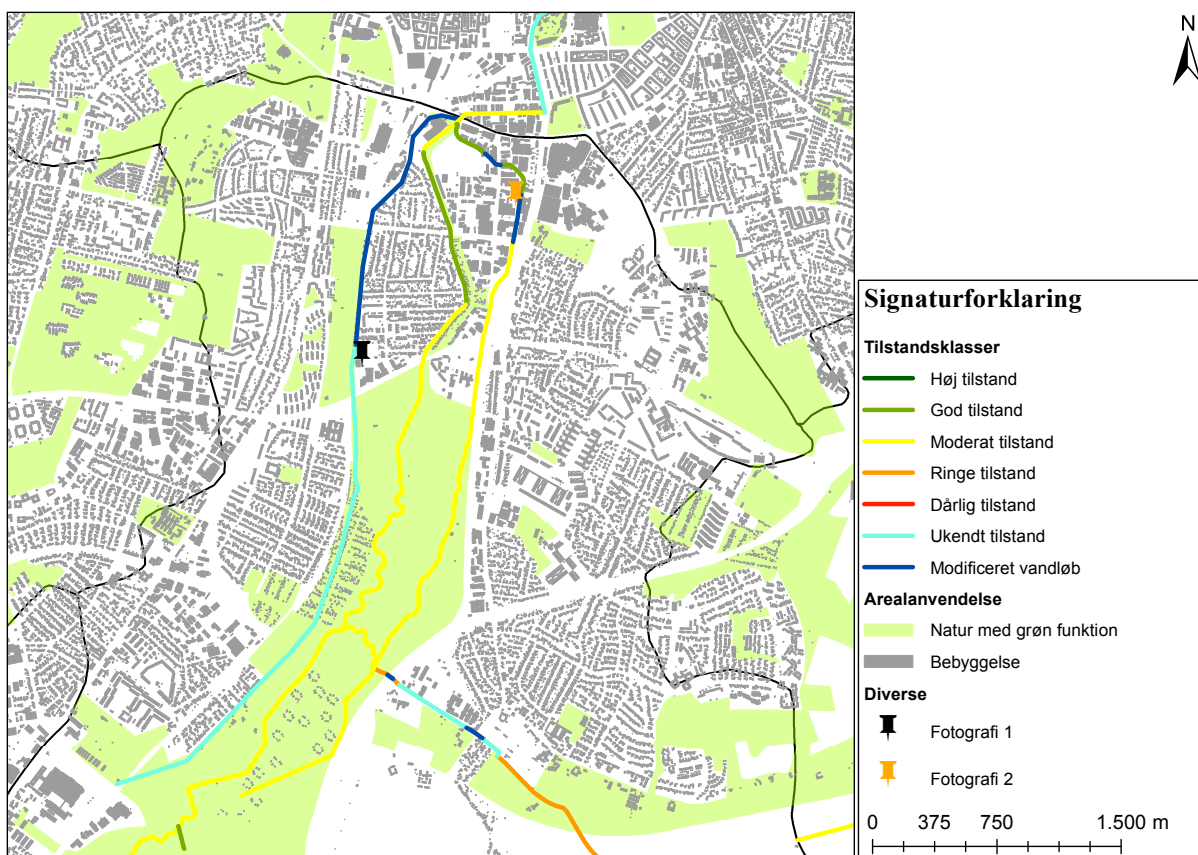 N
Signaturforklaring
Tilstandsklasser
Høj tilstand
God tilstand
Moderat tilstand
Ringe tilstand
Dårlig tilstand
Ukendt tilstand
Modificeret vandløb
Arealanvendelse
Natur med grøn funktion
Bebyggelse
Diverse
Fotografi 1
Fotografi 2
0 375 750 1.500 m